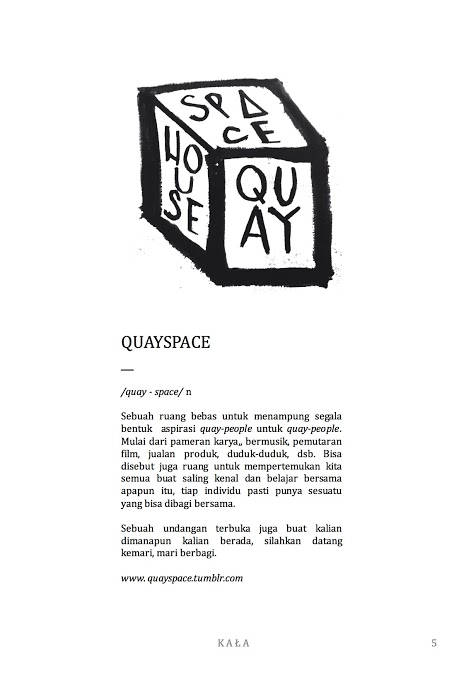 SPACE
HOUSE
QUAY
QUAYSPACE
—
/quay - space/ n
Sebuah ruang bebas untuk menampung segala
bentuk aspirasi quay-people untuk quay-people.
Mulai dari pameran karya,, bermusik, pemutaran
film, jualan produk, duduk-duduk, dsb. Bisa
disebut juga ruang untuk mempertemukan kita
semua buat saling kenal dan belajar bersama
apapun itu, tiap individu pasti punya sesuatu
yang bisa dibagi bersama.
Sebuah undangan terbuka juga buat kalian
dimanapun kalian berada, silahkan datang
kemari, mari berbagi.
www. quayspace.tumblr.com
KAŁA
5